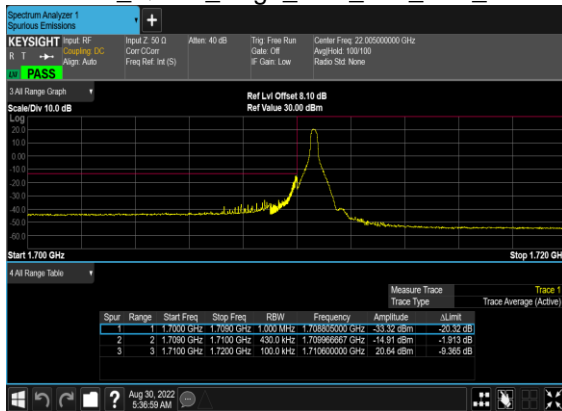 Spectrum Analyzer 1
Spurious Emissions
+
KEYSIGHT Input: RF Input Z: 50 Ω Atten: 40 dB Trig: Free Run Center Freq: 22.005000000 GHz
R T Coupling: DC Corr CCorr Gate: Off Avg|Hold: 100/100
Align: Auto Freq Ref: Int (S) IF Gain: Low Radio Std: None
PASS
3 All Range Graph
Ref Lvl Offset 8.10 dB
Scale/Div 10.0 dB Ref Value 30.00 dBm
Log
20.0
10.0
0.00
-10.0
-20.0
-30.0
-40.0
-50.0
-60.0
Start 1.700 GHz Stop 1.720 GH
4 All Range Table
Measure Trace Trace 1
Trace Type Trace Average (Active)
Spur Range Start Freq Stop Freq RBW Frequency Amplitude ΔLimit
1 1 1.7000 GHz 1.7090 GHz 1.000 MHz 1.708805000 GHz -33.32 dBm -20.32 dB
2 2 1.7090 GHz 1.7100 GHz 430.0 kHz 1.709966667 GHz -14.91 dBm -1.913 dB
3 3 1.7100 GHz 1.7200 GHz 100.0 kHz 1.710600000 GHz 20.64 dBm -9.365 dB
? Aug 30, 2022
5:36:59 AM